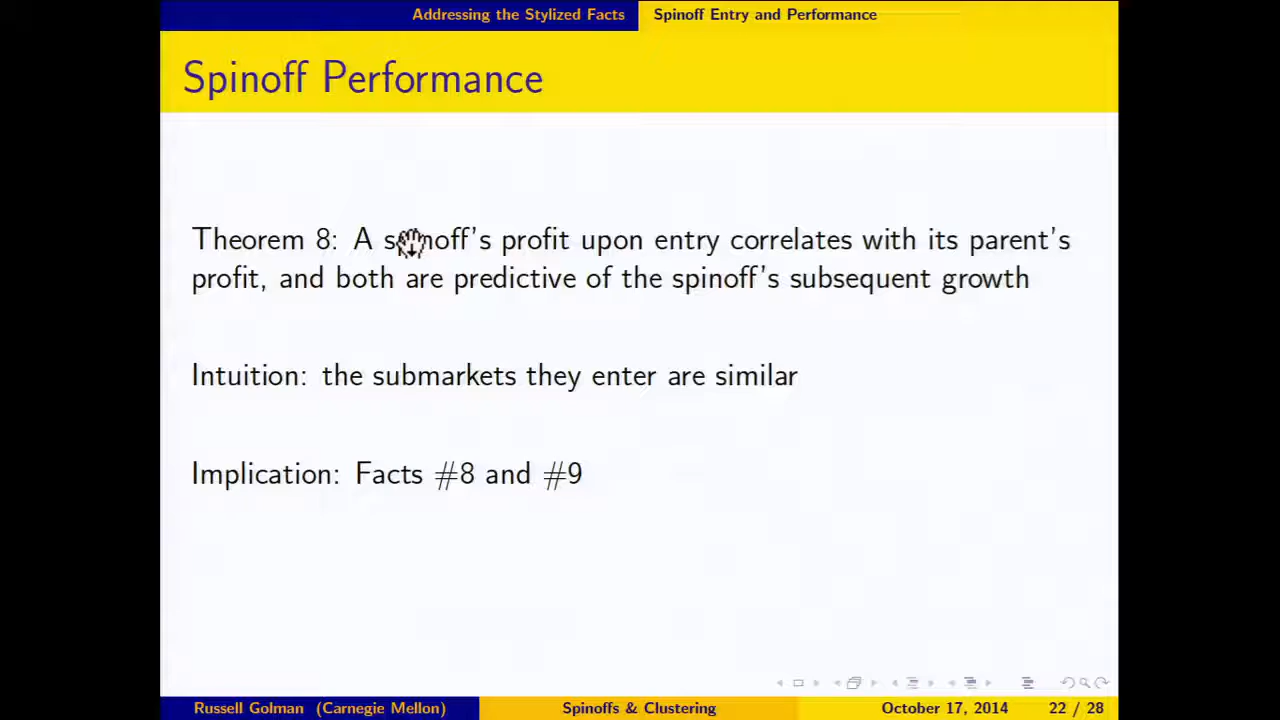 Addressing the Stylized Facts Spinoff Entry and Performance
Spinoff Performance
Theorem 8: A spinoff's profit upon entry correlates with its parent's
profit, and both are predictive of the spinoff's subsequent growth
Intuition: the submarkets they enter are similar
Implication: Facts #8 and #9
Russell Golman (Carnegie Mellon) Spinoffs & Clustering October 17, 2014 22 / 28